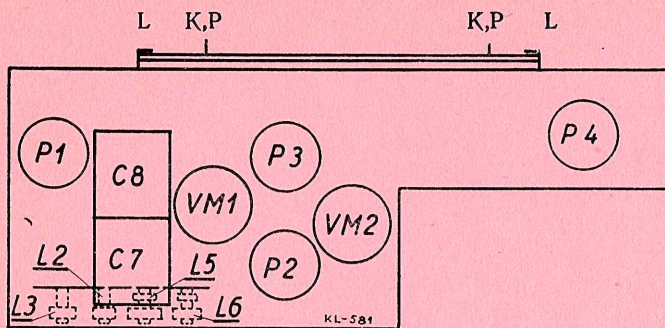 L K,P K,P L
P1 C8 VM1 P3 P4
VM2
L2 C7 L5 P2
L3 L6 KL-581